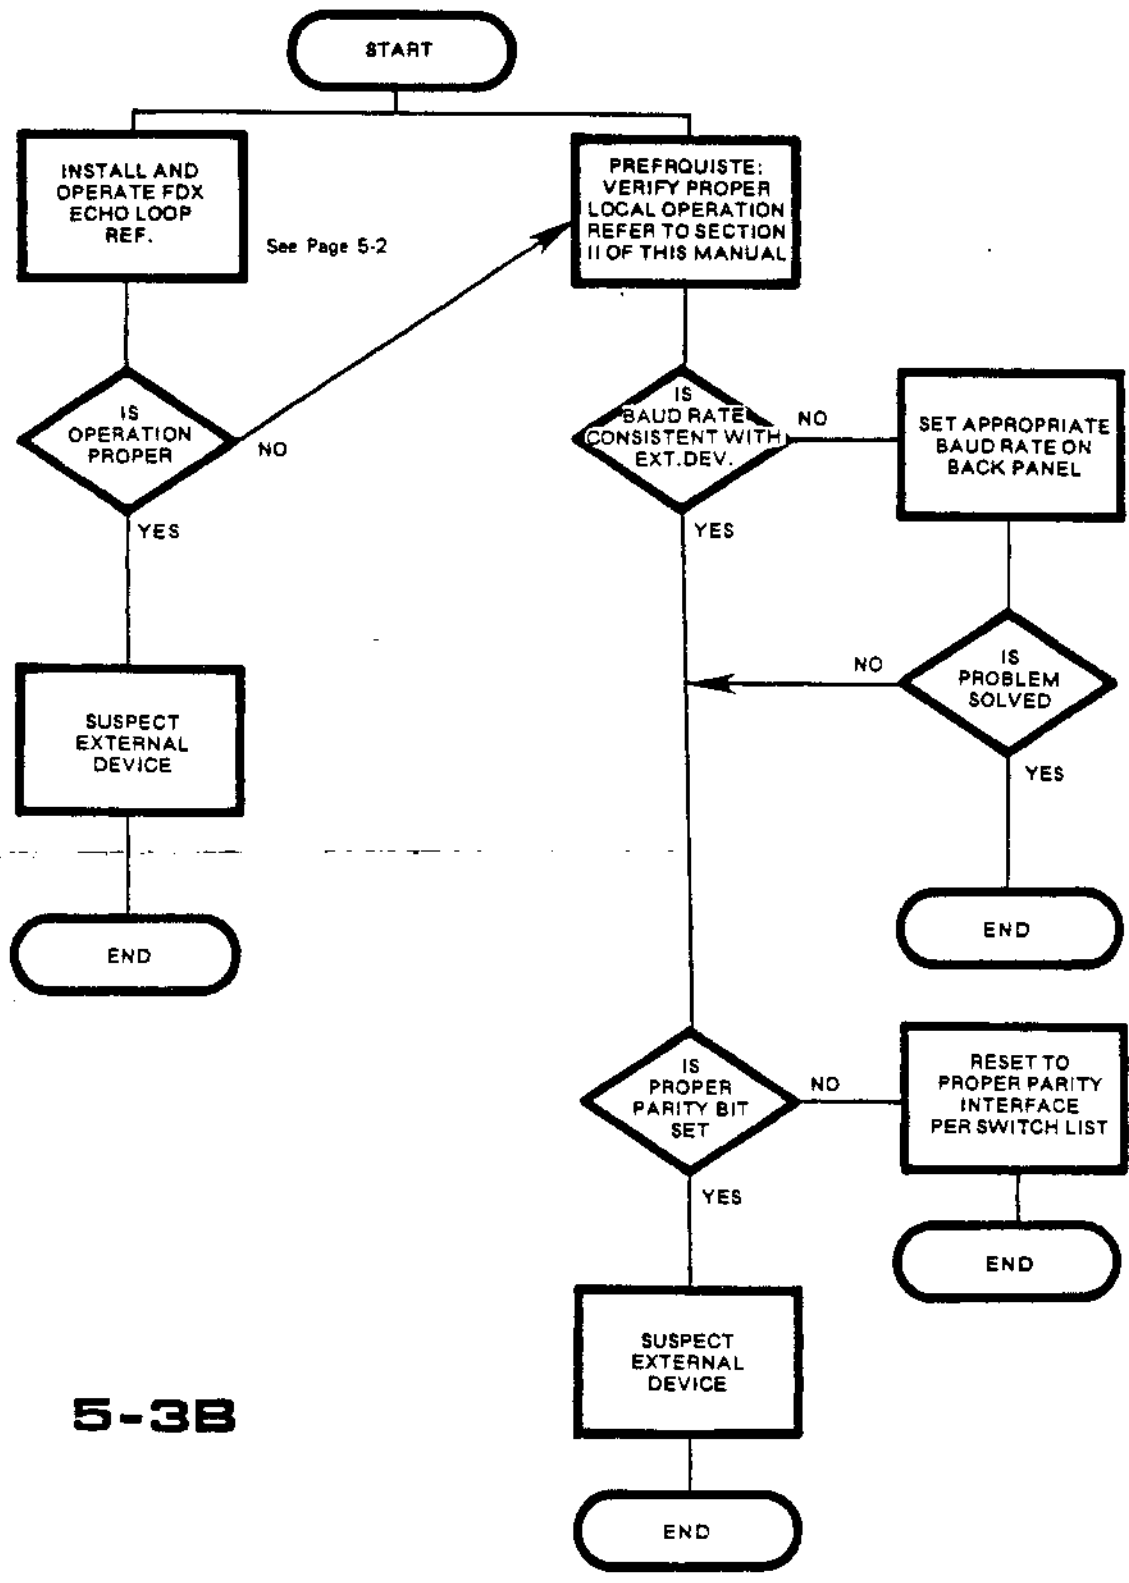 START
INSTALL AND
OPERATE FDX
ECHO LOOP
REF.
See Page 5-2
PREFRQUISTE:
VERIFY PROPER
LOCAL OPERATION
REFER TO SECTION
II OF THIS MANUAL
IS
OPERATION
PROPER
NO
YES
IS
BAUD RATE
CONSISTENT WITH
EXT.DEV.
NO
YES
SET APPROPRIATE
BAUD RATE ON
BACK PANEL
IS
PROBLEM
SOLVED
NO
YES
END
SUSPECT
EXTERNAL
DEVICE
END
IS
PROPER
PARITY BIT
SET
NO
YES
RESET TO
PROPER PARITY
INTERFACE
PER SWITCH LIST
END
SUSPECT
EXTERNAL
DEVICE
END
5-3B